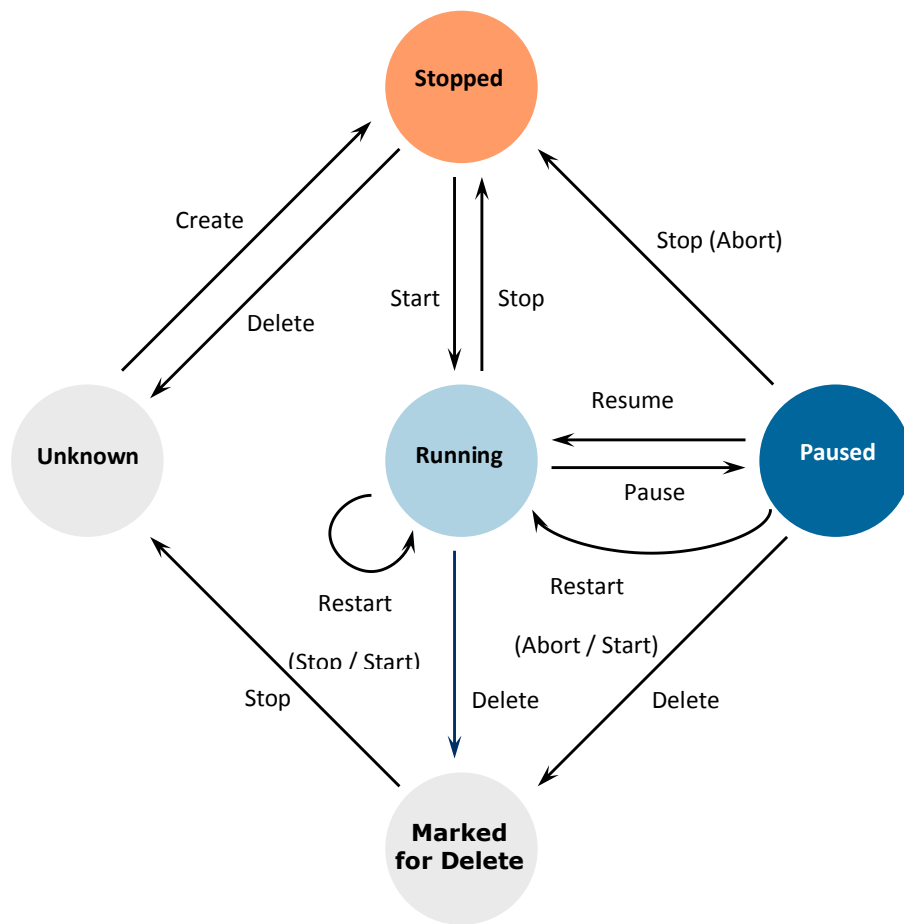 Stopped
Create
Stop (Abort)
Delete
Start
Stop
Resume
Unknown
Running
Paused
Pause
Restart
(Stop / Start)
Restart
(Abort / Start)
Stop
Delete
Delete
Marked
for Delete